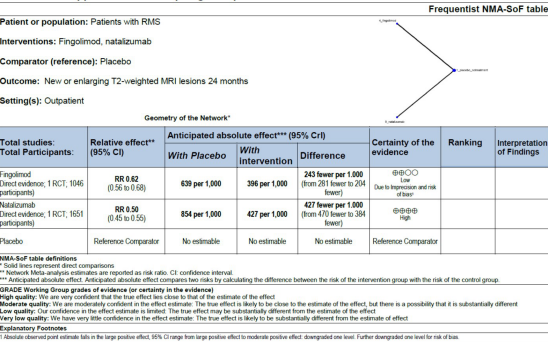 Frequentist NMA-SoF table
Patient or population: Patients with RMS
Interventions: Fingolimod, natalizumab
Comparator (reference): Placebo
Outcome: New or enlarging T2-weighted MRI lesions 24 months
Setting(s): Outpatient
Geometry of the Network*
Total studies:
Total Participants:
Relative effect**
(95% CI)
Anticipated absolute effect*** (95% CrI)
With Placebo
With
intervention
Difference
Certainty of the
evidence
Ranking
Interpretation
of Findings
Fingolimod
Direct evidence; 1 RCT; 1046
participants)
RR 0.62
(0.56 to 0.68)
639 per 1,000
396 per 1,000
243 fewer per 1.000
(from 281 fewer to 204
fewer)
⊕⊕○○
Low
Due to Imprecision and risk
of bias¹
Natalizumab
Direct evidence; 1 RCT; 1651
participants)
RR 0.50
(0.45 to 0.55)
854 per 1,000
427 per 1,000
427 fewer per 1.000
(from 470 fewer to 384
fewer)
⊕⊕⊕⊕
High
Placebo
Reference Comparator
No estimable
No estimable
No estimable
Reference Comparator
NMA-SoF table definitions
* Solid lines represent direct comparisons
** Network Meta-analysis estimates are reported as risk ratio. CI: confidence interval.
*** Anticipated absolute effect. Anticipated absolute effect compares two risks by calculating the difference between the risk of the intervention group with the risk of the control group.
GRADE Working Group grades of evidence (or certainty in the evidence)
High quality: We are very confident that the true effect lies close to that of the estimate of the effect
Moderate quality: We are moderately confident in the effect estimate: The true effect is likely to be close to the estimate of the effect, but there is a possibility that it is substantially different
Low quality: Our confidence in the effect estimate is limited: The true effect may be substantially different from the estimate of the effect
Very low quality: We have very little confidence in the effect estimate: The true effect is likely to be substantially different from the estimate of effect
Explanatory Footnotes
1 Absolute observed point estimate falls in the large positive effect, 95% CI range from large positive effect to moderate positive effect: downgraded one level. Further downgraded one level for risk of bias.